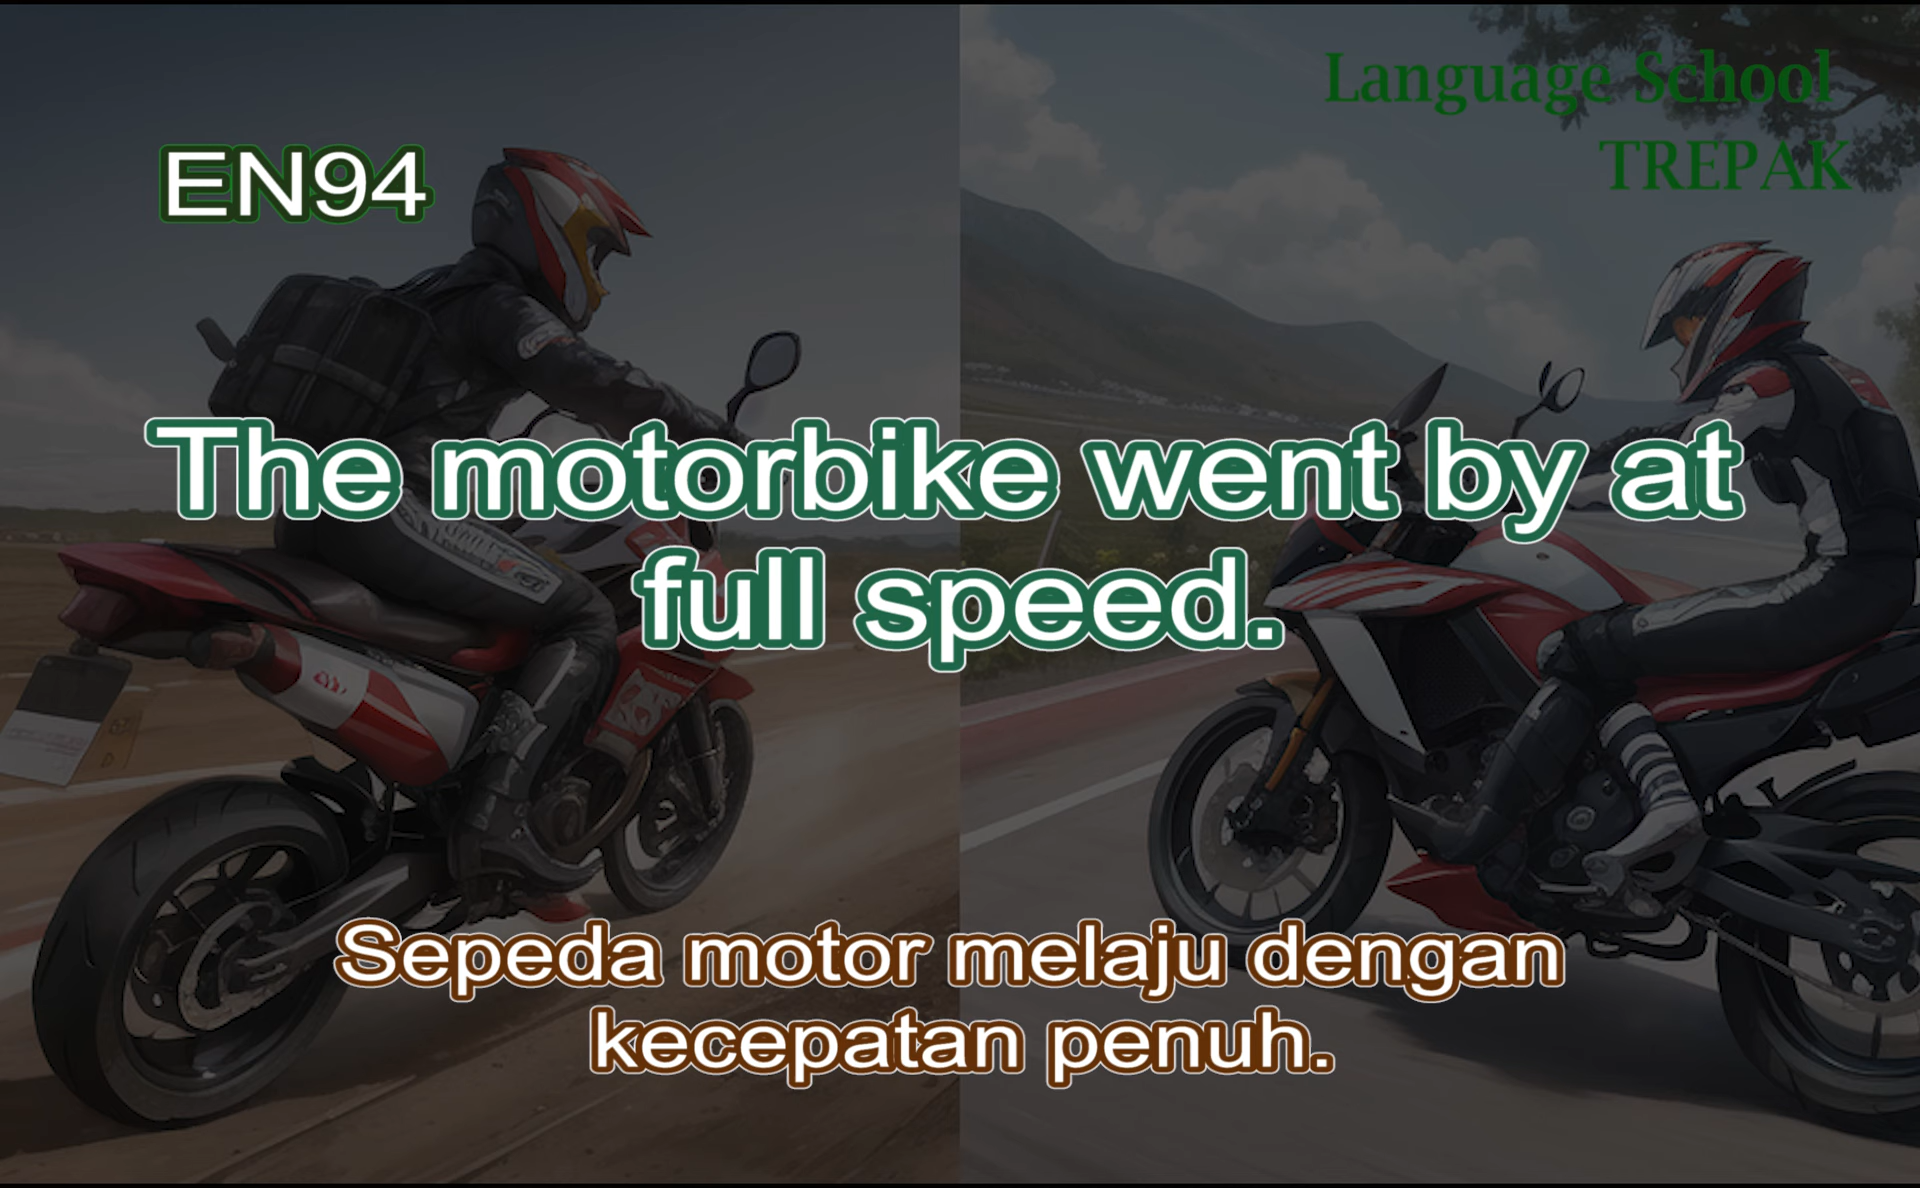 Language School
TREPAK
EN94
The motorbike went by at
full speed.
Sepeda motor melaju dengan
kecepatan penuh.